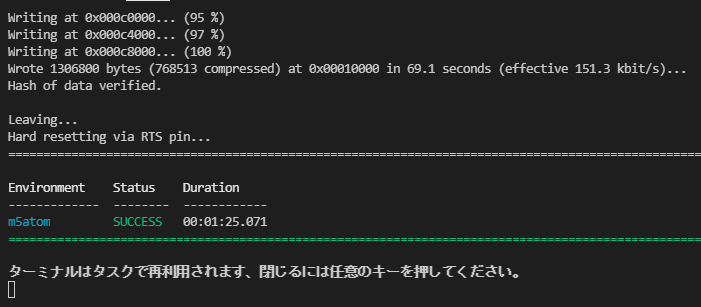 Writing at 0x000c0000... (95 %)
Writing at 0x000c4000... (97 %)
Writing at 0x000c8000... (100 %)
Wrote 1306800 bytes (768513 compressed) at 0x00010000 in 69.1 seconds (effective 151.3 kbit/s)...
Hash of data verified.
Leaving...
Hard resetting via RTS pin...
Environment    Status    Duration
-------------  --------  ------------
m5atom         SUCCESS   00:01:25.071
ターミナルはタスクで再利用されます、閉じるには任意のキーを押してください。